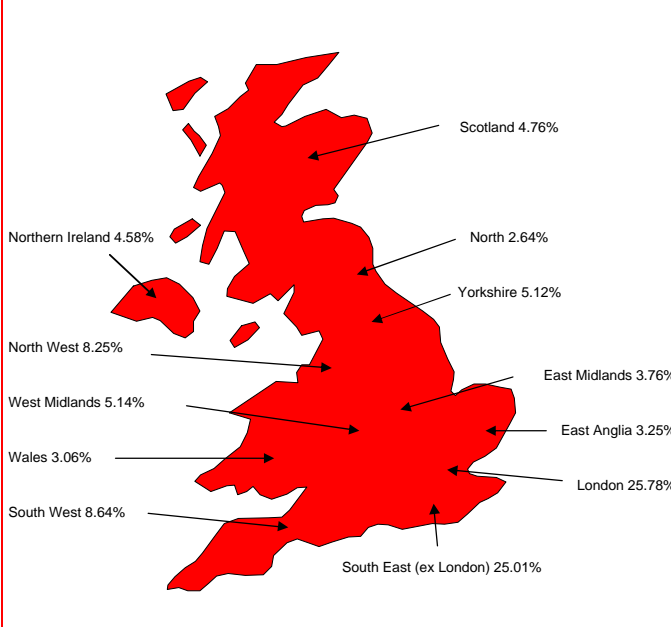 Scotland 4.76%
Northern Ireland 4.58%
North 2.64%
Yorkshire 5.12%
North West 8.25%
East Midlands 3.76%
West Midlands 5.14%
East Anglia 3.25%
Wales 3.06%
London 25.78%
South West 8.64%
South East (ex London) 25.01%